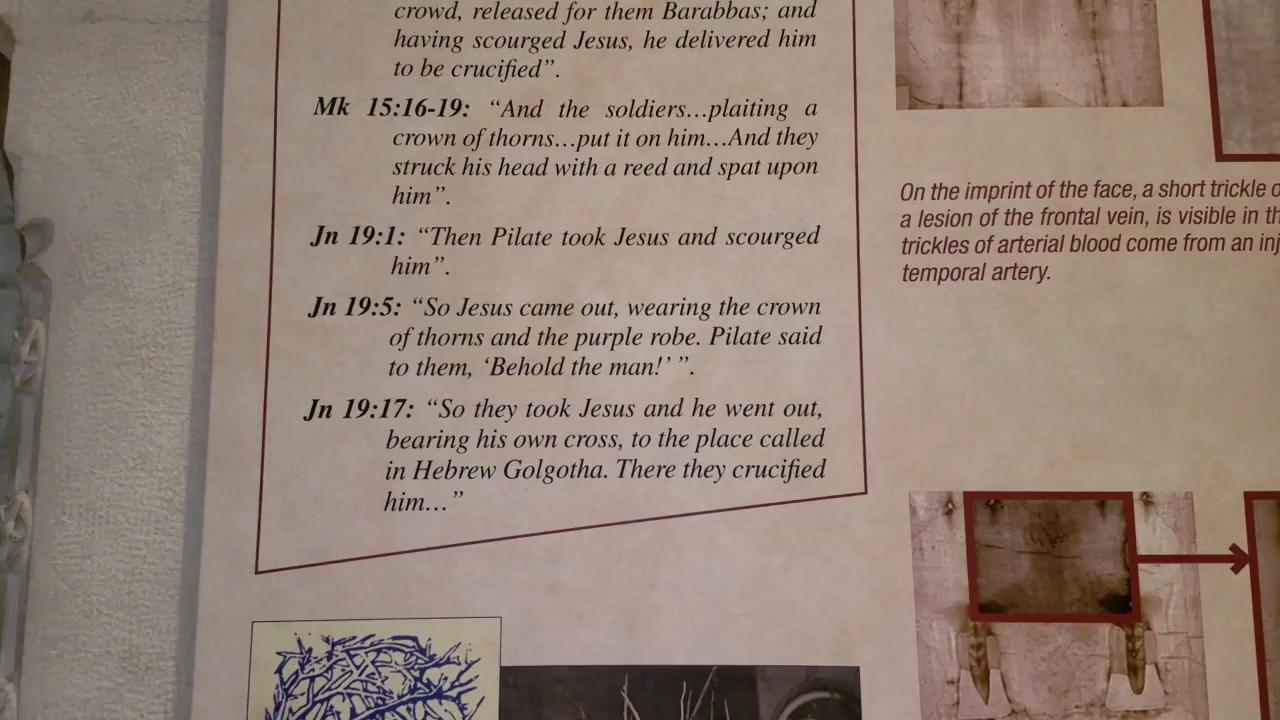 crowd, released for them Barabbas; and
having scourged Jesus, he delivered him
to be crucified”.
Mk 15:16-19: “And the soldiers…plaiting a
crown of thorns…put it on him…And they
struck his head with a reed and spat upon
him”.
Jn 19:1: “Then Pilate took Jesus and scourged
him”.
Jn 19:5: “So Jesus came out, wearing the crown
of thorns and the purple robe. Pilate said
to them, ‘Behold the man!’ ”.
Jn 19:17: “So they took Jesus and he went out,
bearing his own cross, to the place called
in Hebrew Golgotha. There they crucified
him…”
On the imprint of the face, a short trickle
a lesion of the frontal vein, is visible in
trickles of arterial blood come from an
temporal artery.